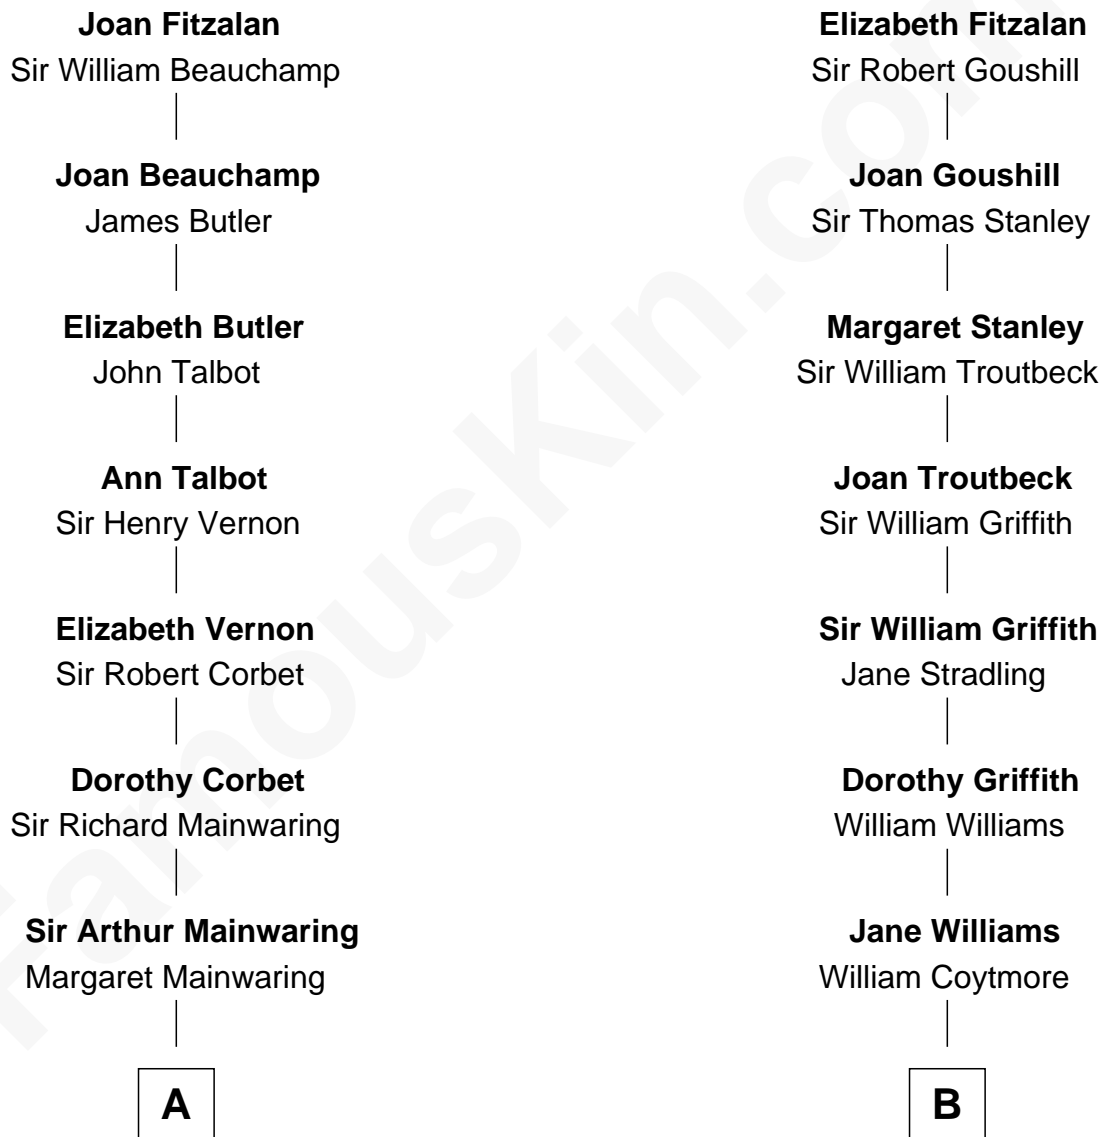 Joan Fitzalan
Sir William Beauchamp
Joan Beauchamp
James Butler
Elizabeth Butler
John Talbot
Ann Talbot
Sir Henry Vernon
Elizabeth Vernon
Sir Robert Corbet
Dorothy Corbet
Sir Richard Mainwaring
Sir Arthur Mainwaring
Margaret Mainwaring
A
Elizabeth Fitzalan
Sir Robert Goushill
Joan Goushill
Sir Thomas Stanley
Margaret Stanley
Sir William Troutbeck
Joan Troutbeck
Sir William Griffith
Sir William Griffith
Jane Stradling
Dorothy Griffith
William Williams
Jane Williams
William Coytmore
B
FamousKin.com